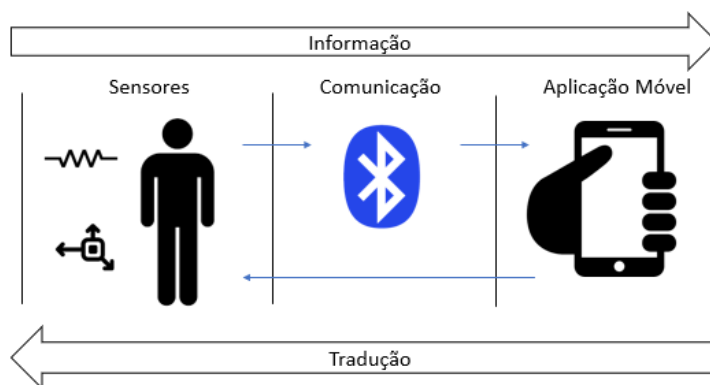 Informação
Sensores
Comunicação
Aplicação Móvel
Tradução